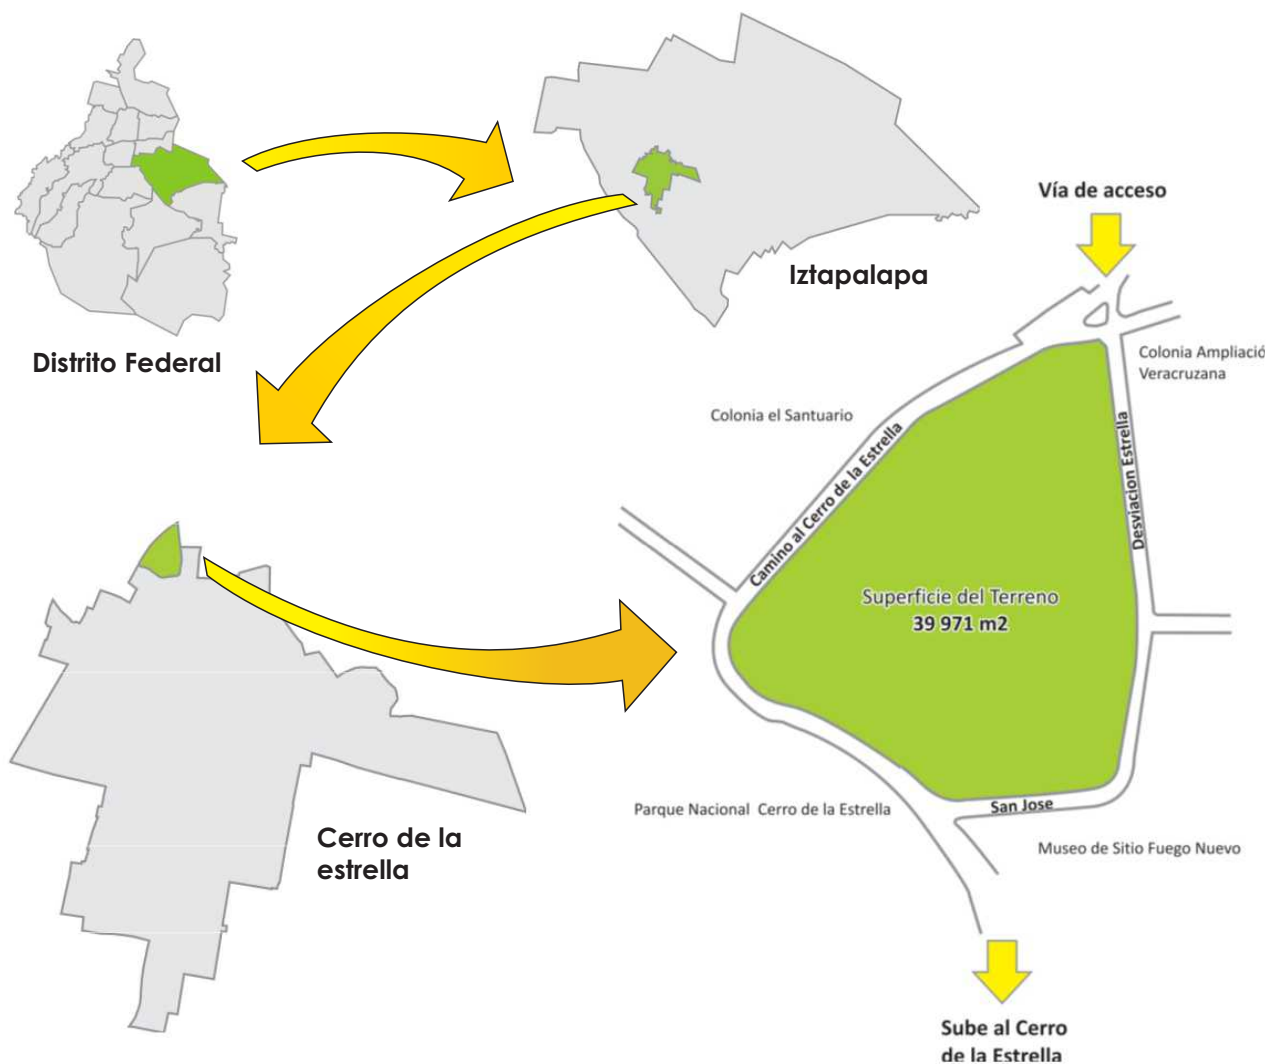 Distrito Federal
Iztapalapa
Cerro de la
estrella
Vía de acceso
Colonia Ampliació
Veracruzana
Colonia el Santuario
Camino al Cerro de la Estrella
Desviacion Estrella
Superficie del Terreno
39 971 m2
San Jose
Parque Nacional Cerro de la Estrella
Museo de Sitio Fuego Nuevo
Sube al Cerro
de la Estrella